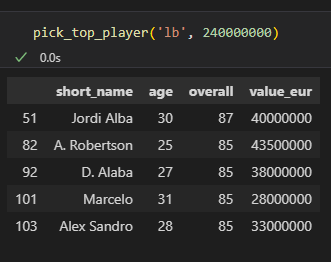 pick_top_player('lb', 240000000)
0.0s
short_name age overall value_eur
51 Jordi Alba 30 87 40000000
82 A. Robertson 25 85 43500000
92 D. Alaba 27 85 38000000
101 Marcelo 31 85 28000000
103 Alex Sandro 28 85 33000000